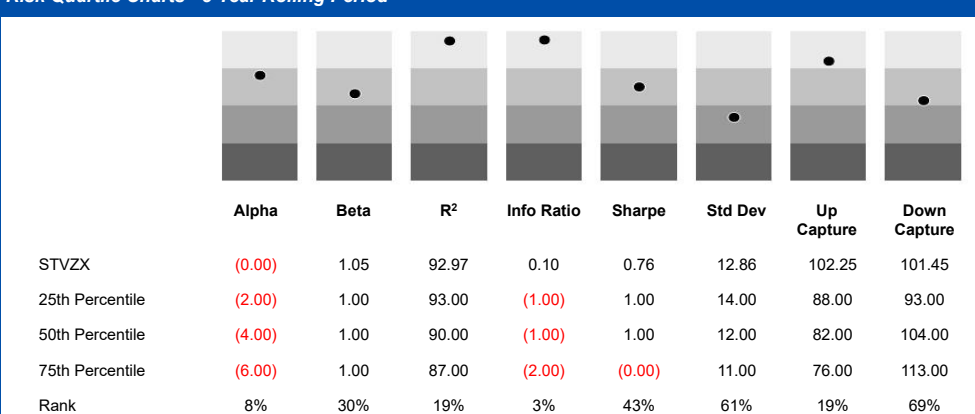 Risk Quartile Charts - 3 Year Rolling Period
Alpha Beta R² Info Ratio Sharpe Std Dev Up Capture Down Capture
STVZX (0.00) 1.05 92.97 0.10 0.76 12.86 102.25 101.45
25th Percentile (2.00) 1.00 93.00 (1.00) 1.00 14.00 88.00 93.00
50th Percentile (4.00) 1.00 90.00 (1.00) 1.00 12.00 82.00 104.00
75th Percentile (6.00) 1.00 87.00 (2.00) (0.00) 11.00 76.00 113.00
Rank 8% 30% 19% 3% 43% 61% 19% 69%